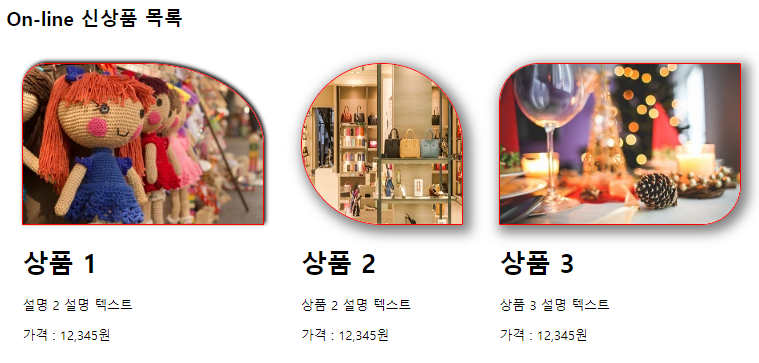 On-line 신상품 목록
상품 1
설명 2 설명 텍스트
가격 : 12,345원
상품 2
상품 2 설명 텍스트
가격 : 12,345원
상품 3
상품 3 설명 텍스트
가격 : 12,345원